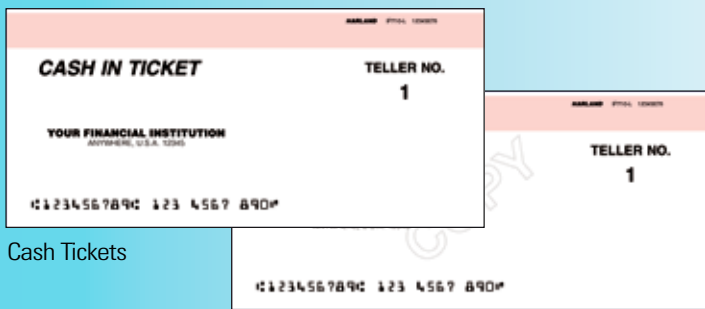 HARLAND
CASH IN TICKET
TELLER NO.
1
YOUR FINANCIAL INSTITUTION
ANYWHERE, U.S.A. 12345
⑆123456789⑆ 123 4567 890⑈
Cash Tickets
HARLAND
TELLER NO.
1
COPY
⑆123456789⑆ 123 4567 890⑈